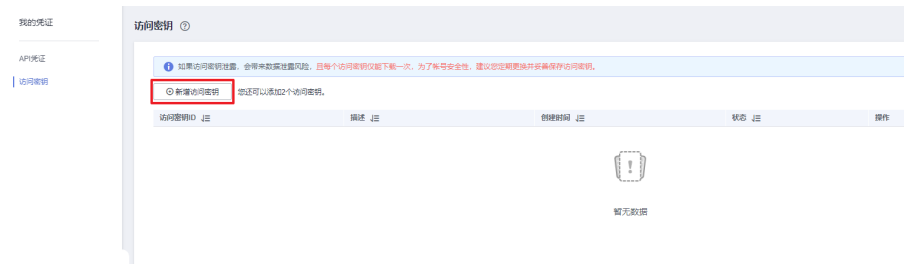 我的凭证
访问密钥
API凭证
访问密钥
如果访问密钥泄露，会带来数据泄露风险，且每个访问密钥仅能下载一次，为了帐号安全性，建议您定期更换并妥善保存访问密钥。
新增访问密钥 您还可以添加2个访问密钥。
访问密钥ID 描述 创建时间 状态 操作
暂无数据